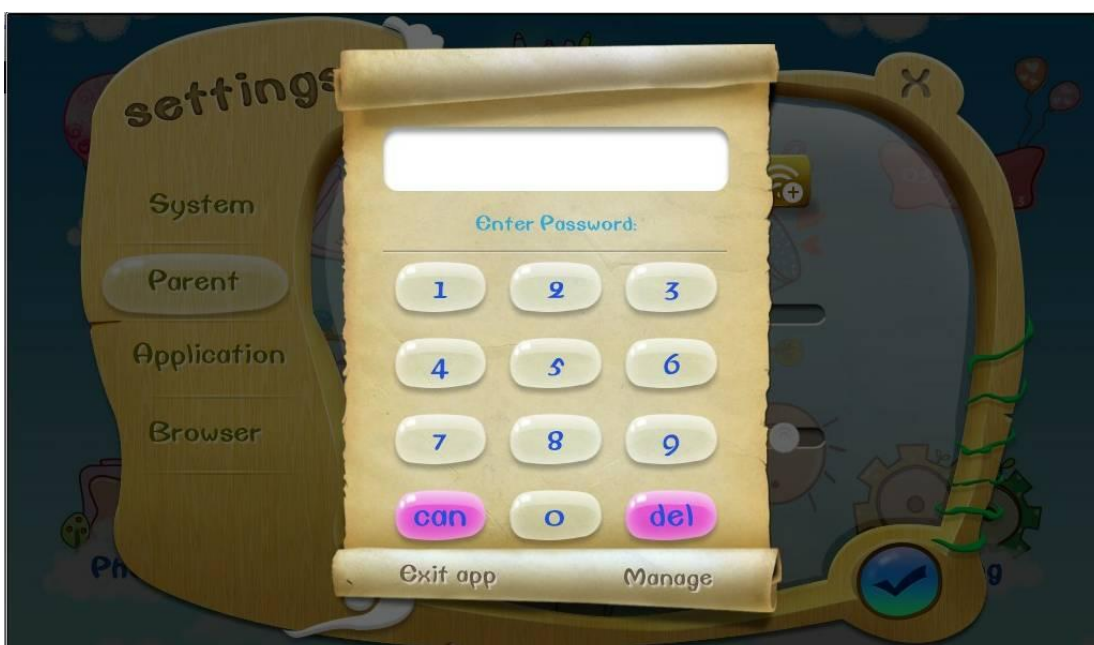 settings
System
Parent
Application
Browser
Enter Password:
1 2 3
4 5 6
7 8 9
can 0 del
Exit app Manage